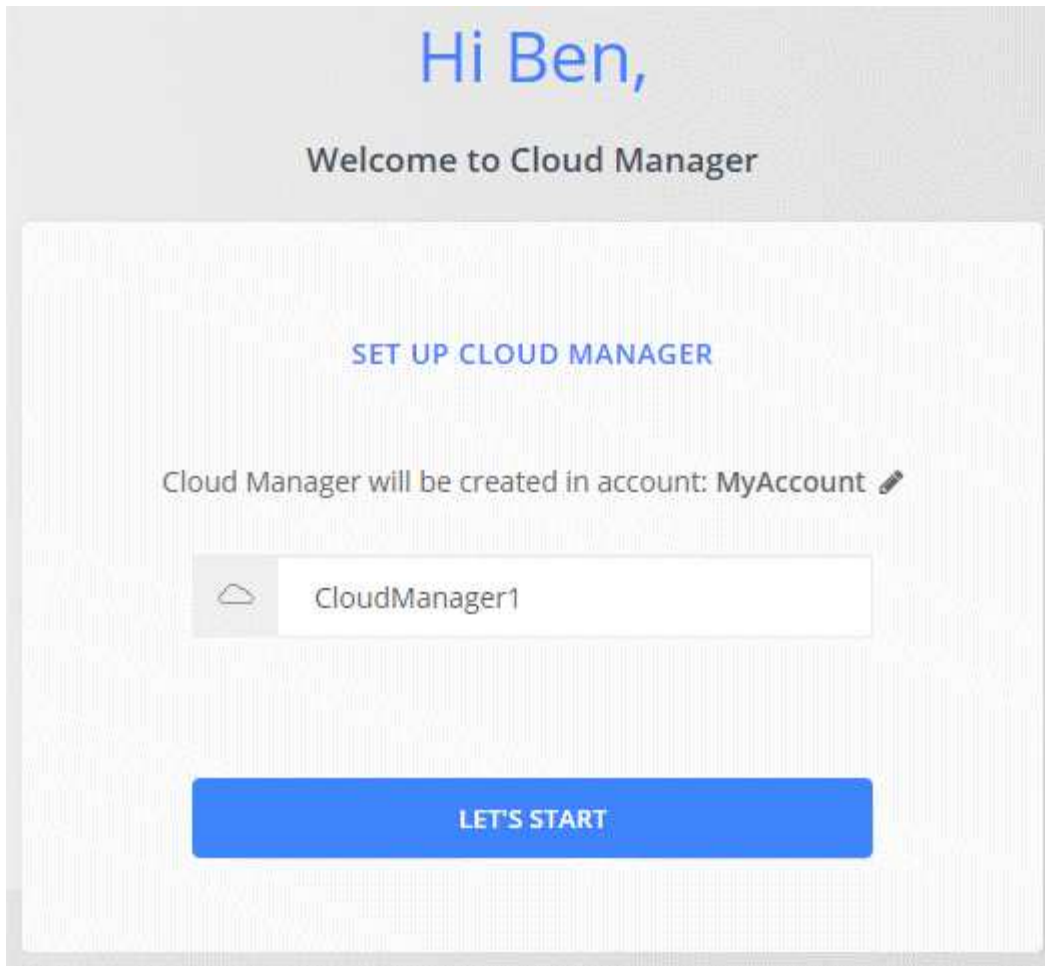 Hi Ben,
Welcome to Cloud Manager
SET UP CLOUD MANAGER
Cloud Manager will be created in account: MyAccount
CloudManager1
LET'S START